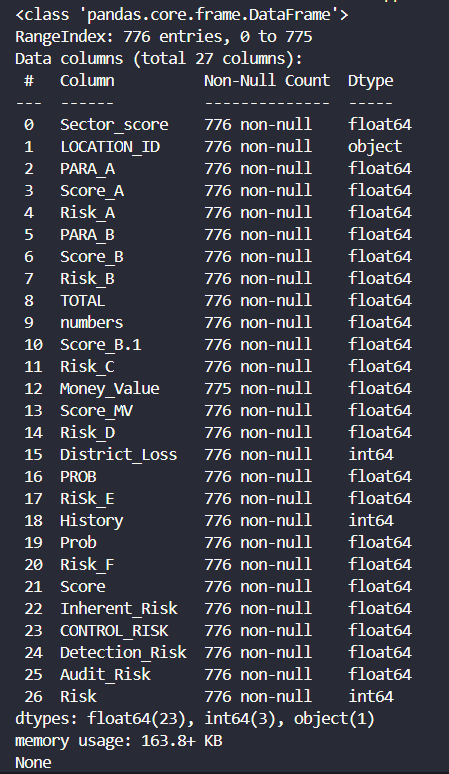 <class 'pandas.core.frame.DataFrame'>
RangeIndex: 776 entries, 0 to 775
Data columns (total 27 columns):
 #   Column          Non-Null Count  Dtype
---  ------          --------------  -----
 0   Sector_score    776 non-null    float64
 1   LOCATION_ID     776 non-null    object
 2   PARA_A          776 non-null    float64
 3   Score_A         776 non-null    float64
 4   Risk_A          776 non-null    float64
 5   PARA_B          776 non-null    float64
 6   Score_B         776 non-null    float64
 7   Risk_B          776 non-null    float64
 8   TOTAL           776 non-null    float64
 9   numbers         776 non-null    float64
 10  Score_B.1       776 non-null    float64
 11  Risk_C          776 non-null    float64
 12  Money_Value     775 non-null    float64
 13  Score_MV        776 non-null    float64
 14  Risk_D          776 non-null    float64
 15  District_Loss   776 non-null    int64
 16  PROB            776 non-null    float64
 17  RiSk_E          776 non-null    float64
 18  History         776 non-null    int64
 19  Prob            776 non-null    float64
 20  Risk_F          776 non-null    float64
 21  Score           776 non-null    float64
 22  Inherent_Risk   776 non-null    float64
 23  CONTROL_RISK    776 non-null    float64
 24  Detection_Risk  776 non-null    float64
 25  Audit_Risk      776 non-null    float64
 26  Risk            776 non-null    int64
dtypes: float64(23), int64(3), object(1)
memory usage: 163.8+ KB
None